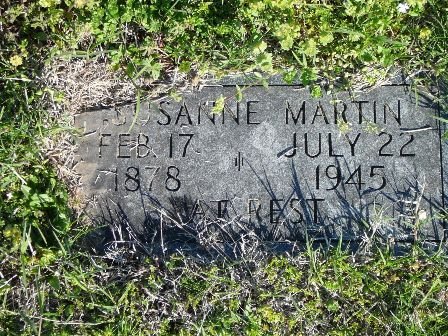 SUSANNE MARTIN
FEB. 17 JULY 22
1878 1945
AT REST